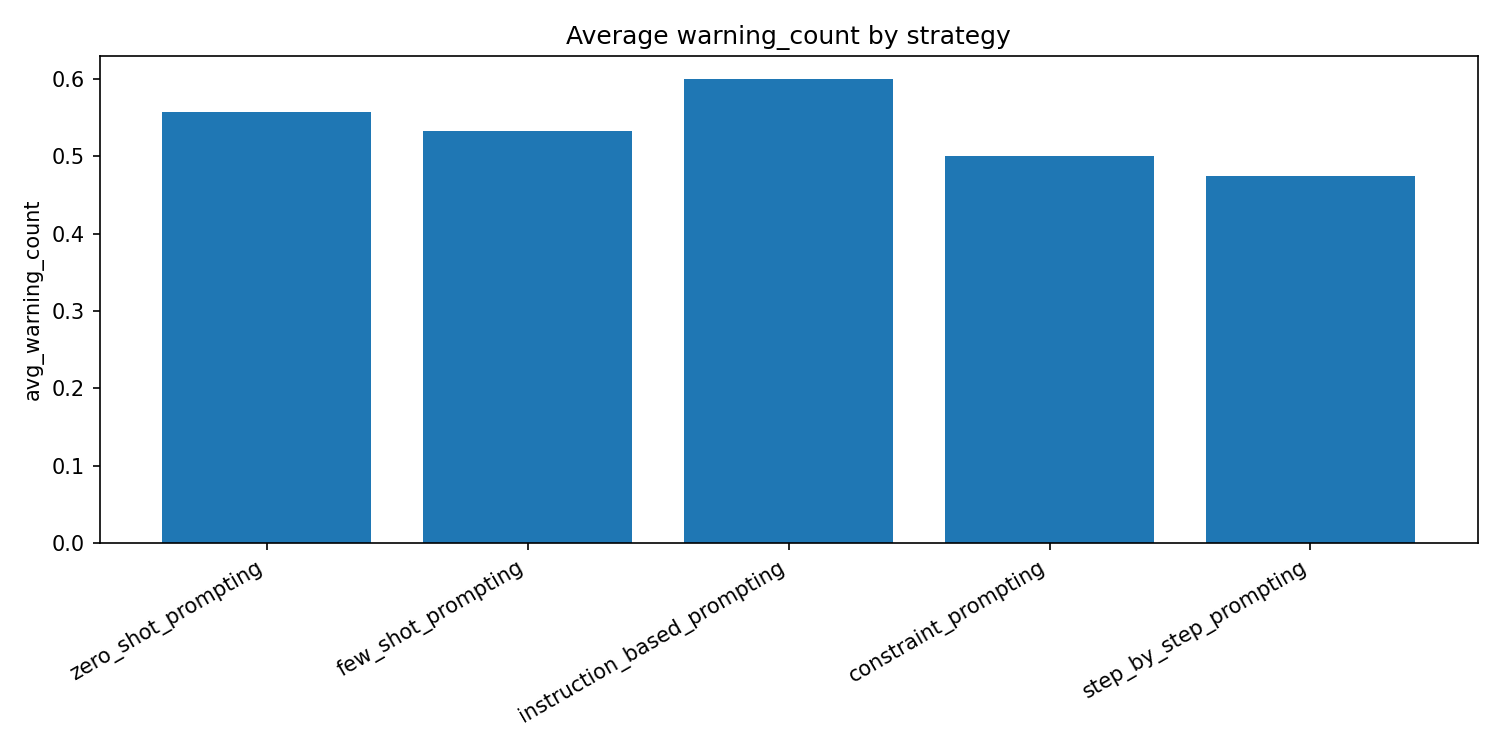 Average warning_count by strategy
avg_warning_count
0.6
0.5
0.4
0.3
0.2
0.1
0.0
zero_shot_prompting
few_shot_prompting
instruction_based_prompting
constraint_prompting
step_by_step_prompting